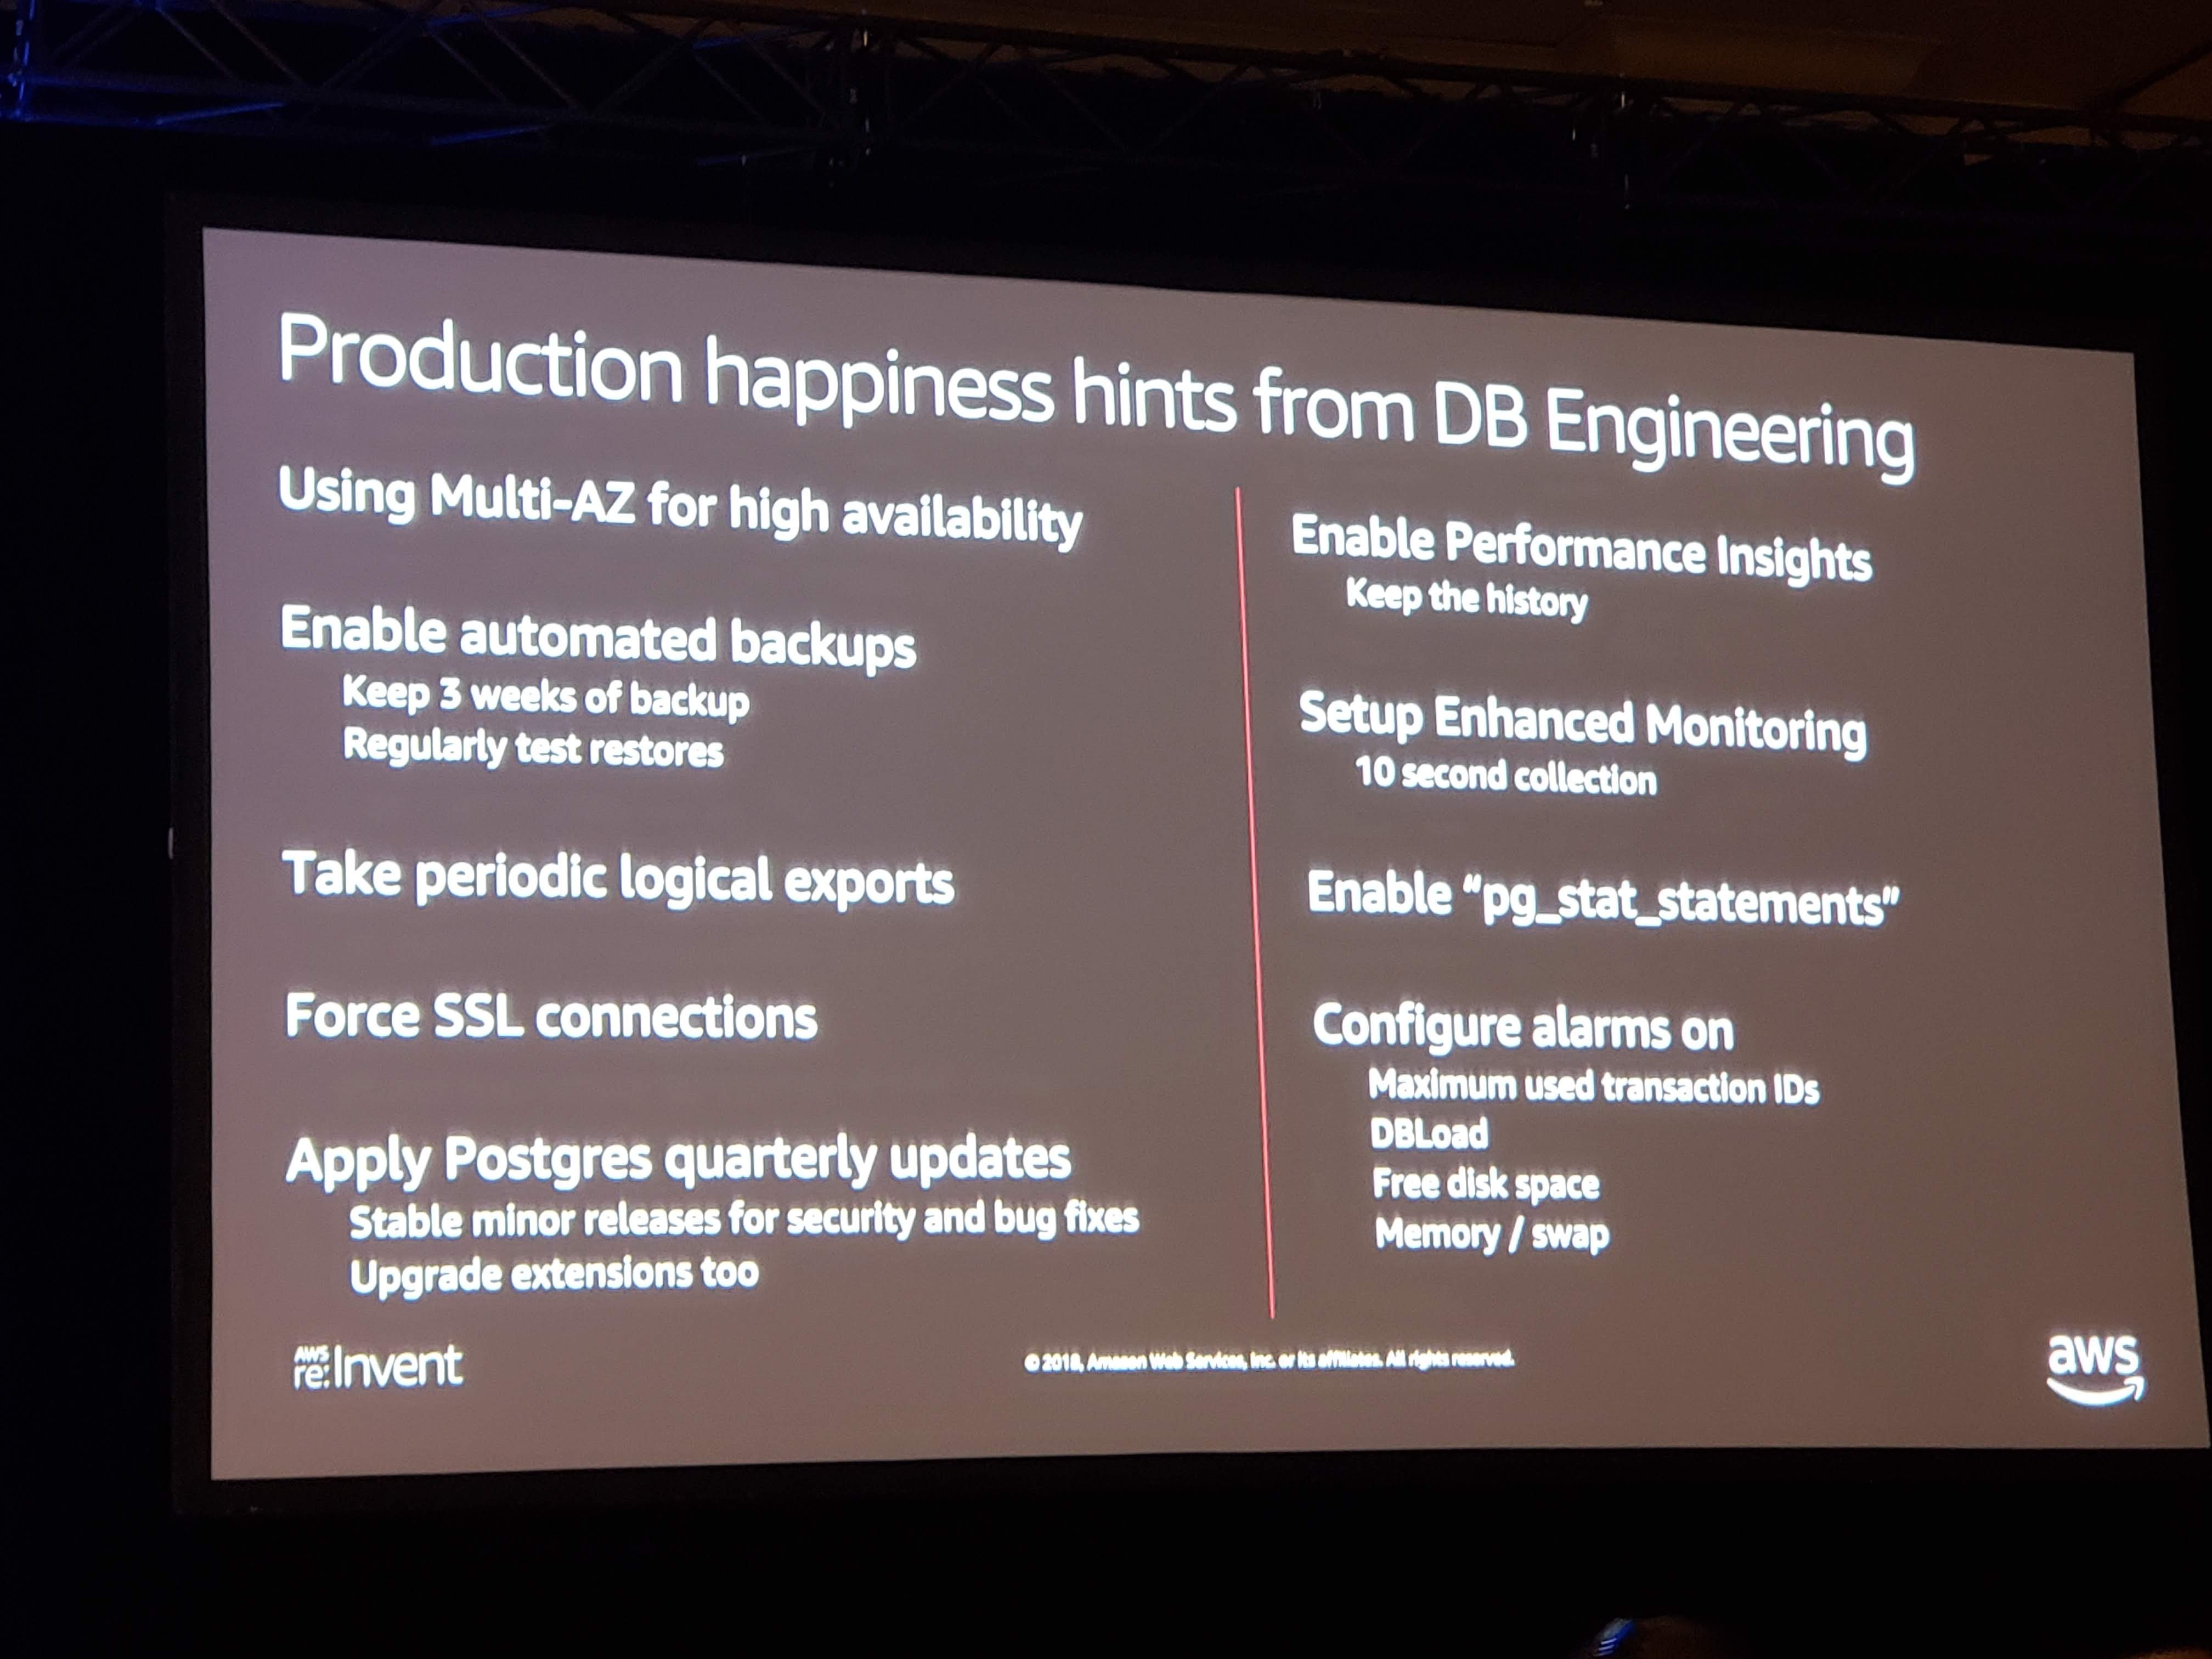 Production happiness hints from DB Engineering
Using Multi-AZ for high availability
Enable automated backups
Keep 3 weeks of backup
Regularly test restores
Take periodic logical exports
Force SSL connections
Apply Postgres quarterly updates
Stable minor releases for security and bug fixes
Upgrade extensions too
Enable Performance Insights
Keep the history
Setup Enhanced Monitoring
10 second collection
Enable “pg_stat_statements”
Configure alarms on
Maximum used transaction IDs
DBLoad
Free disk space
Memory / swap
AWS
re:Invent
© 2018, Amazon Web Services, Inc. or its affiliates. All rights reserved.
aws